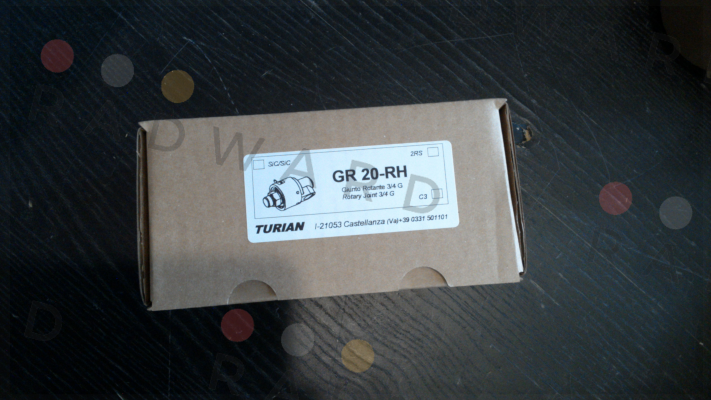 SiC/SiC
2RS
GR 20-RH
Giunto Rotante 3/4 G
Rotary Joint 3/4 G
C3
TURIAN I-21053 Castellanza (Va)+39 0331 501101
RADWARD